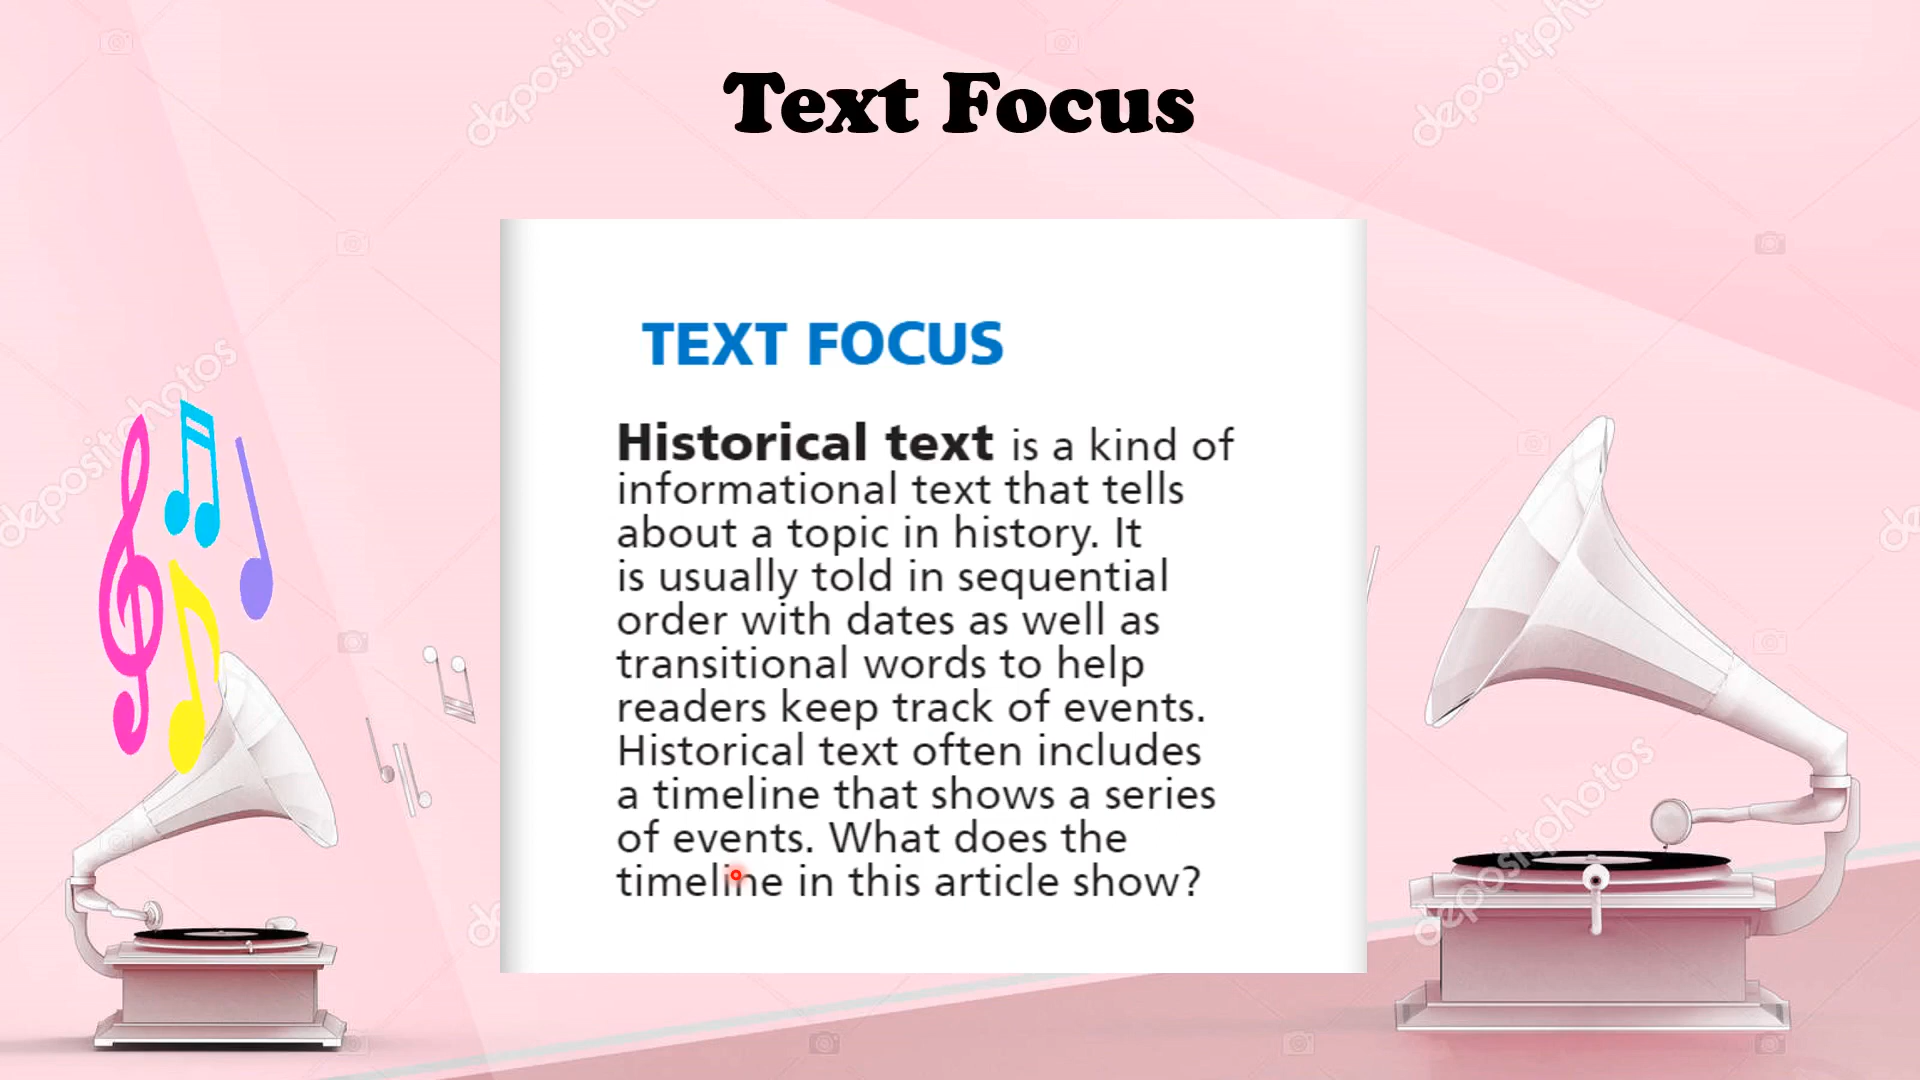 Text Focus
TEXT FOCUS
Historical text is a kind of
informational text that tells
about a topic in history. It
is usually told in sequential
order with dates as well as
transitional words to help
readers keep track of events.
Historical text often includes
a timeline that shows a series
of events. What does the
timeline in this article show?
depositphotos
depositphotos